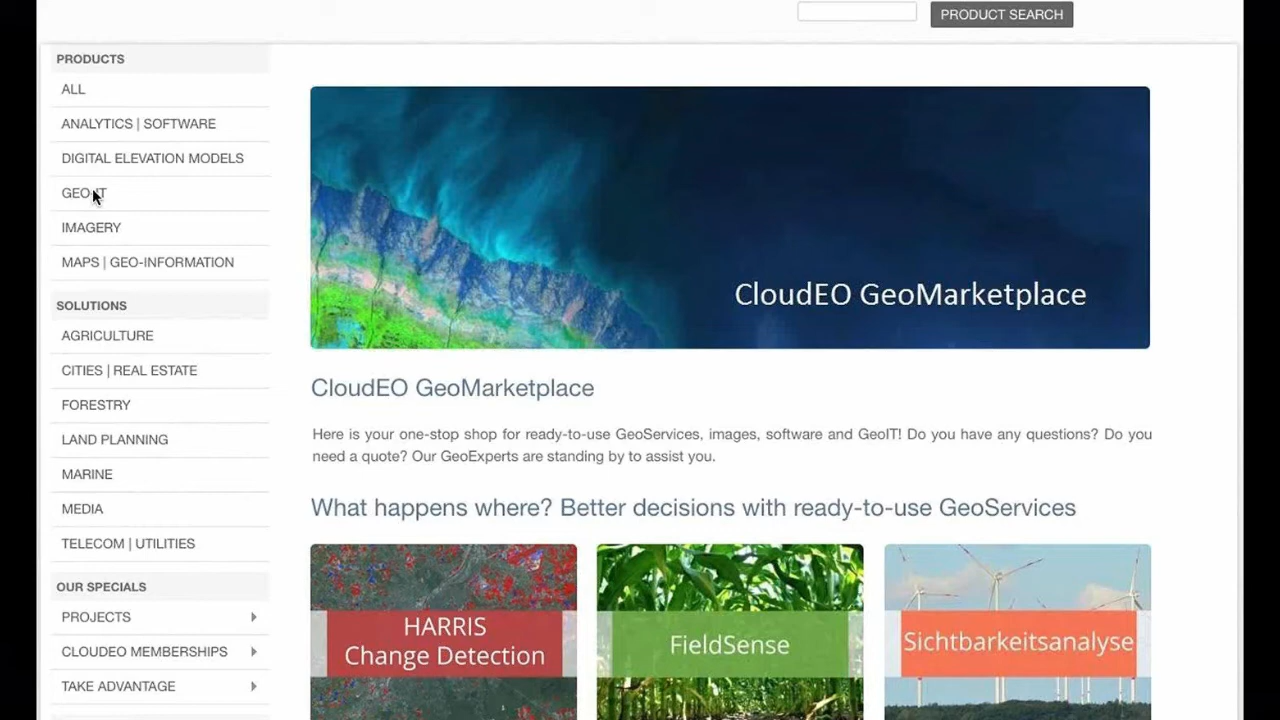 PRODUCT SEARCH
PRODUCTS
ALL
ANALYTICS | SOFTWARE
DIGITAL ELEVATION MODELS
GEO-IT
IMAGERY
MAPS | GEO-INFORMATION
SOLUTIONS
AGRICULTURE
CITIES | REAL ESTATE
FORESTRY
LAND PLANNING
MARINE
MEDIA
TELECOM | UTILITIES
OUR SPECIALS
PROJECTS
CLOUDEO MEMBERSHIPS
TAKE ADVANTAGE
CloudEO GeoMarketplace
CloudEO GeoMarketplace
Here is your one-stop shop for ready-to-use GeoServices, images, software and GeoIT! Do you have any questions? Do you
need a quote? Our GeoExperts are standing by to assist you.
What happens where? Better decisions with ready-to-use GeoServices
HARRIS
Change Detection
FieldSense
Sichtbarkeitsanalyse